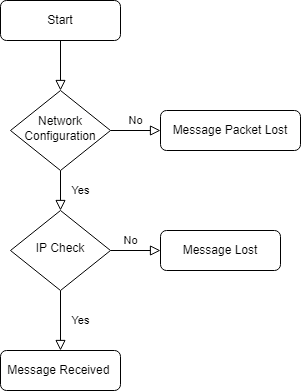 Start
Network
Configuration
No
Message Packet Lost
Yes
IP Check
No
Message Lost
Yes
Message Received